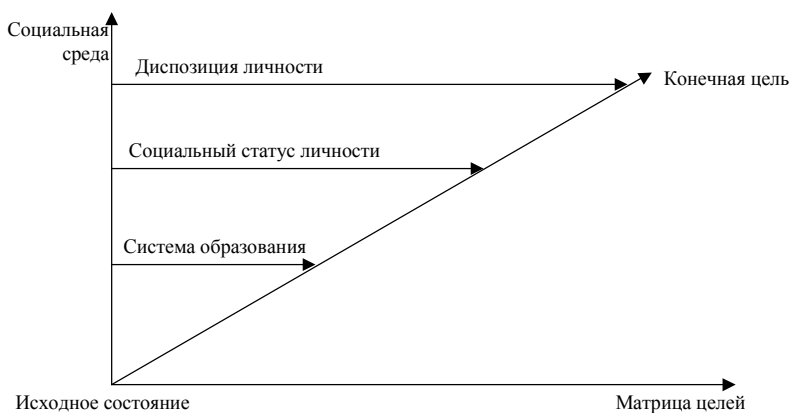 Социальная
среда
Диспозиция личности
Конечная цель
Социальный статус личности
Система образования
Исходное состояние
Матрица целей